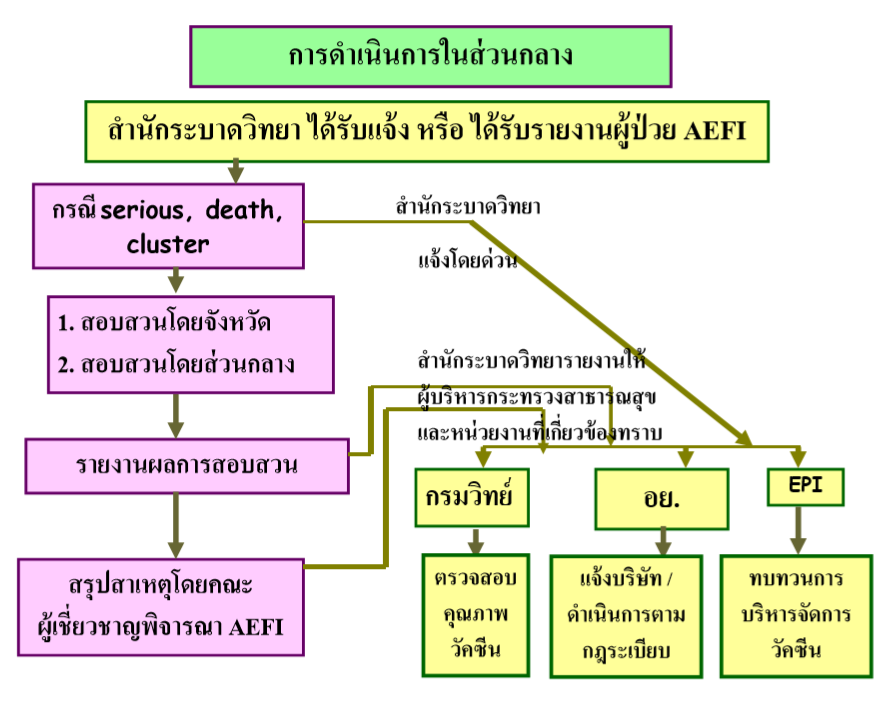 การดำเนินการในส่วนกลาง
สำนักระบาดวิทยา ได้รับแจ้ง หรือ ได้รับรายงานผู้ป่วย AEFI
กรณี serious, death,
cluster
สำนักระบาดวิทยา
แจ้งโดยด่วน
1. สอบสวนโดยจังหวัด
2. สอบสวนโดยส่วนกลาง
สำนักระบาดวิทยารายงานให้
ผู้บริหารกระทรวงสาธารณสุข
และหน่วยงานที่เกี่ยวข้องทราบ
รายงานผลการสอบสวน
กรมวิทย์
อย.
EPI
สรุปสาเหตุโดยคณะ
ผู้เชี่ยวชาญพิจารณา AEFI
ตรวจสอบ
คุณภาพ
วัคซีน
แจ้งบริษัท /
ดำเนินการตาม
กฎระเบียบ
ทบทวนการ
บริหารจัดการ
วัคซีน